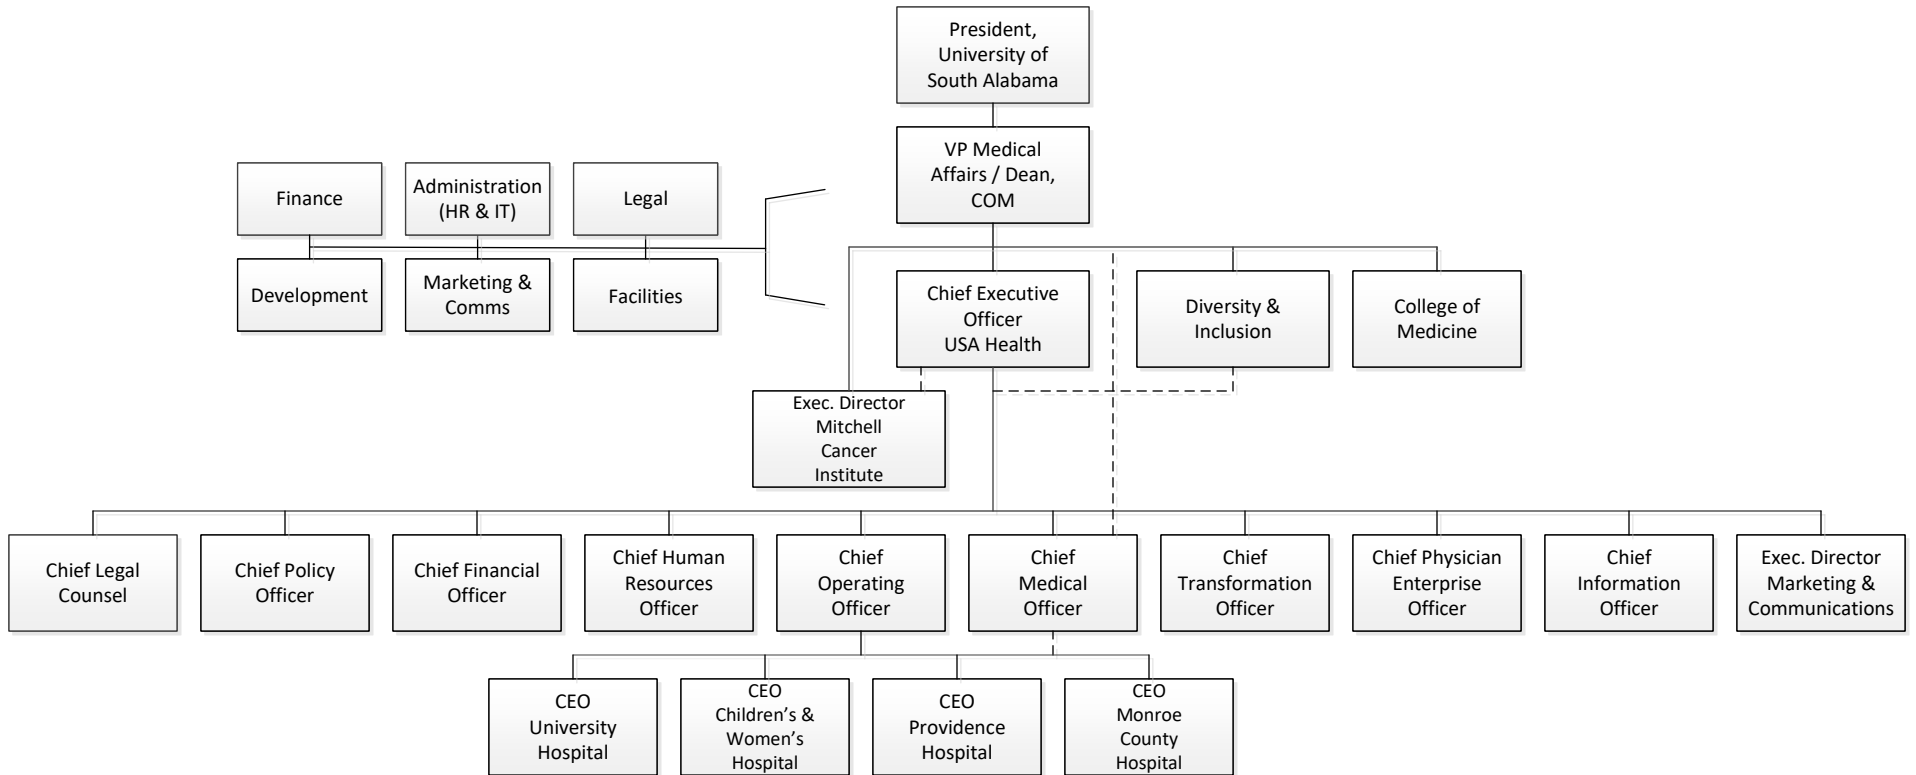 President,
University of
South Alabama
VP Medical
Affairs / Dean,
COM
Finance
Administration
(HR & IT)
Legal
Development
Marketing &
Comms
Facilities
Chief Executive
Officer
USA Health
Diversity &
Inclusion
College of
Medicine
Exec. Director
Mitchell
Cancer
Institute
Chief Legal
Counsel
Chief Policy
Officer
Chief Financial
Officer
Chief Human
Resources
Officer
Chief
Operating
Officer
Chief
Medical
Officer
Chief
Transformation
Officer
Chief Physician
Enterprise
Officer
Chief
Information
Officer
Exec. Director
Marketing &
Communications
CEO
University
Hospital
CEO
Children’s &
Women’s
Hospital
CEO
Providence
Hospital
CEO
Monroe
County
Hospital